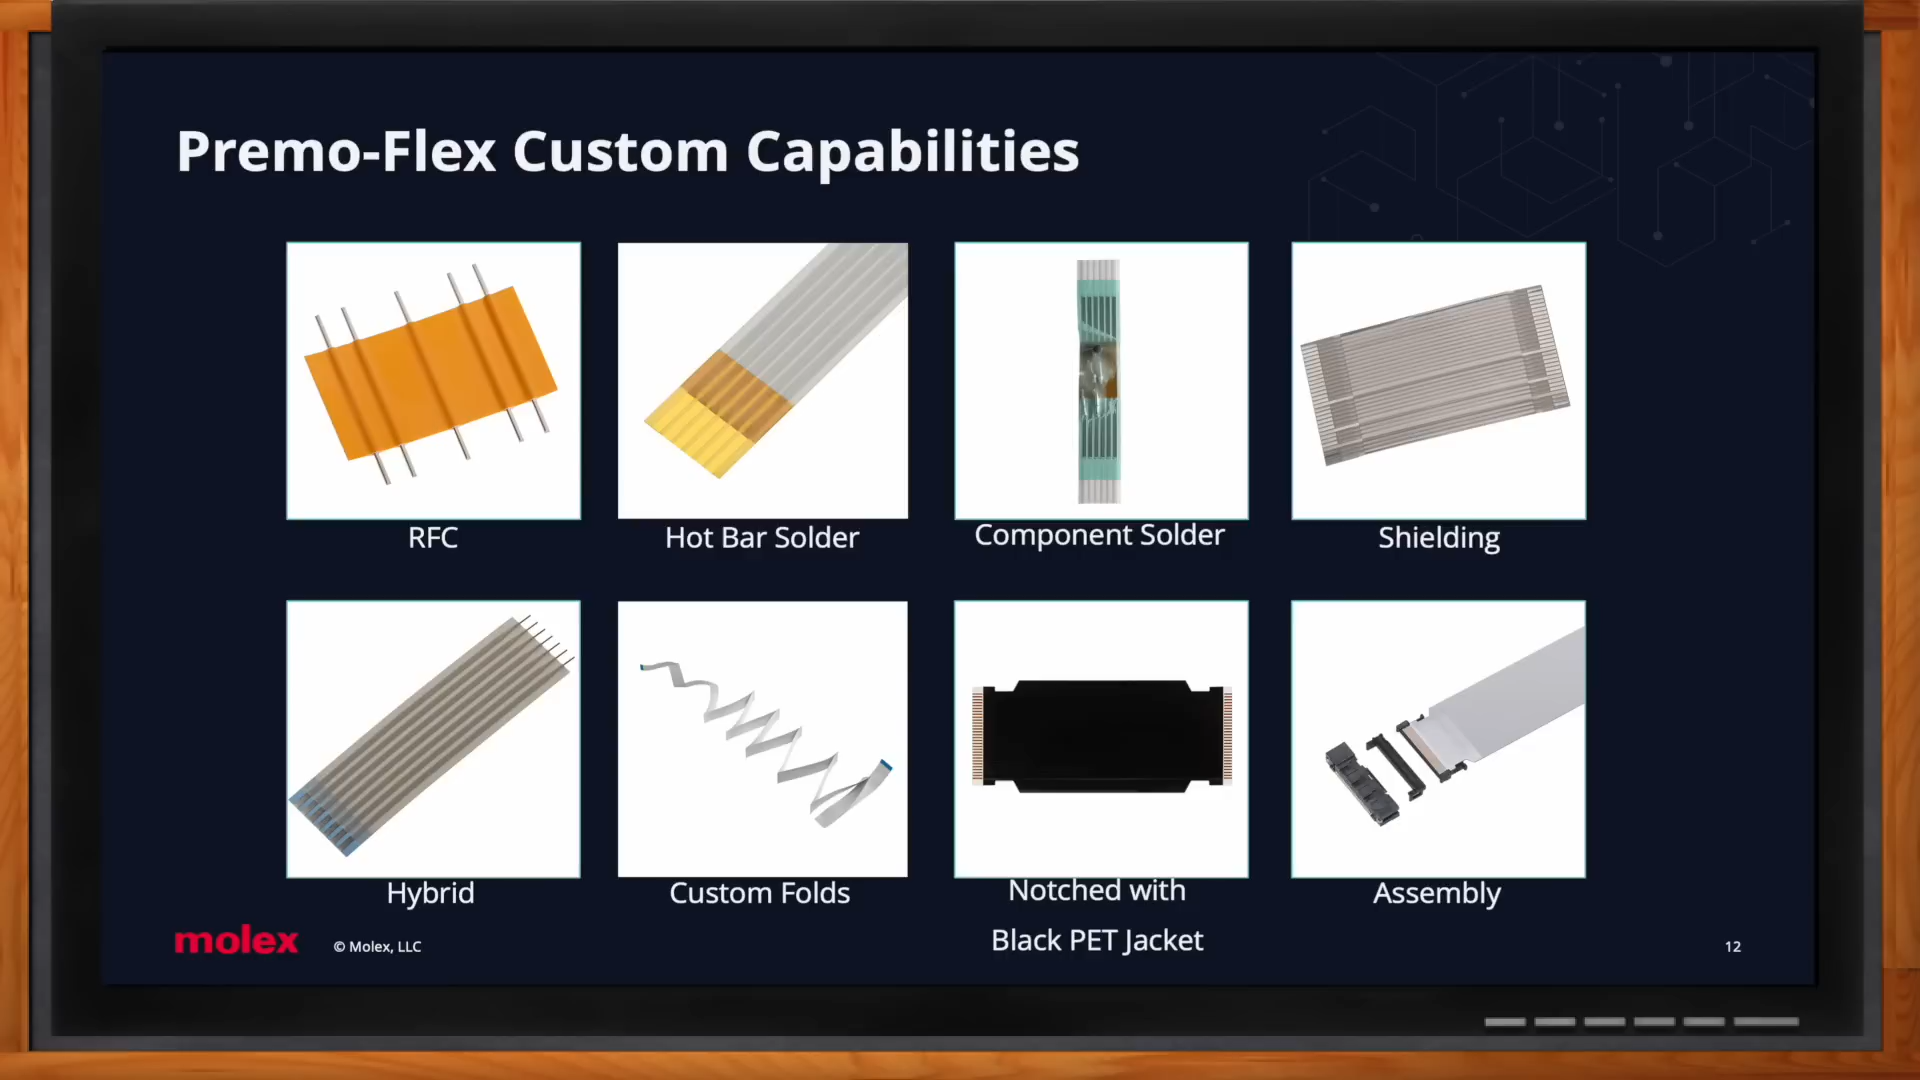 Premo-Flex Custom Capabilities
RFC
Hot Bar Solder
Component Solder
Shielding
Hybrid
Custom Folds
Notched with
Black PET Jacket
Assembly
molex
© Molex, LLC
12